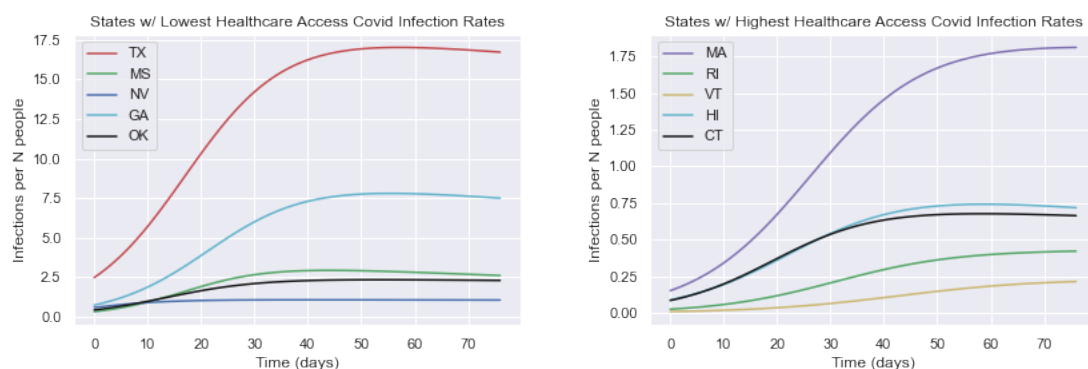 States w/ Lowest Healthcare Access Covid Infection Rates
17.5
15.0
12.5
10.0
7.5
5.0
2.5
0.0
Infections per N people
TX
MS
NV
GA
OK
0 10 20 30 40 50 60 70
Time (days)
States w/ Highest Healthcare Access Covid Infection Rates
1.75
1.50
1.25
1.00
0.75
0.50
0.25
0.00
Infections per N people
MA
RI
VT
HI
CT
0 10 20 30 40 50 60 70
Time (days)